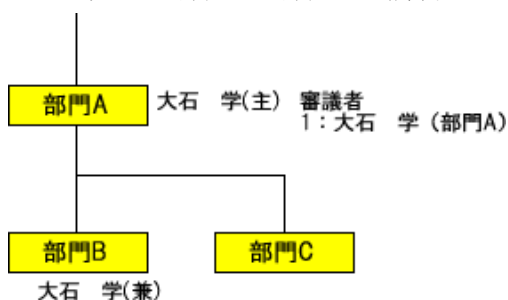 部門A
大石　学(主)　審議者
1：大石　学（部門A）
部門B
部門C
大石　学(兼)